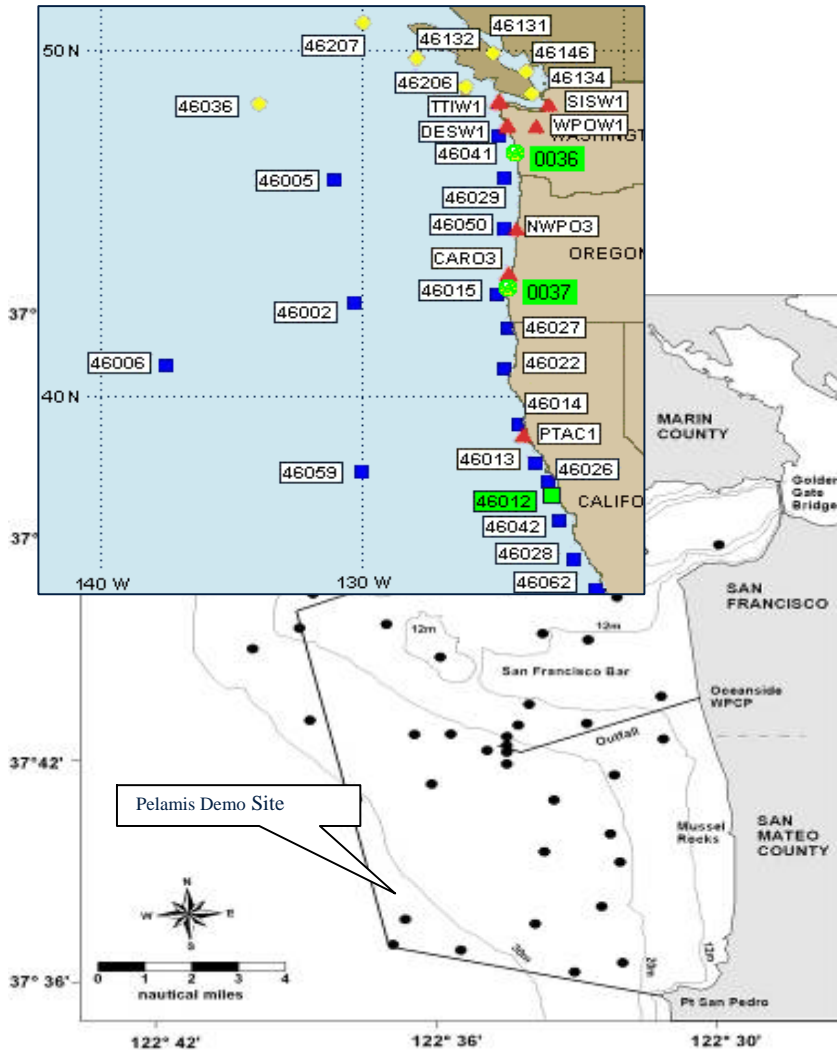 46131
46132
46207
46146
50 N
46206
46134
46036
TTIW1
SISW1
DESW1
WPOW1
46041
0036
46005
46029
46050
NWPO3
CARO3
OREGON
46015
0037
46002
37°
46027
46006
46022
40 N
46014
PTAC1
MARIN
COUNTY
46013
46026
46059
Golden
Gate
Bridge
46012
CALIFO
46042
37°
46028
140 W
130 W
46062
SAN
FRANCISCO
12m
12m
San Francisco Bar
Oceanside
WPCP
Outfall
37° 42'
Pelamis Demo Site
Mussel
Rocks
SAN
MATEO
COUNTY
N
W
E
S
0 1 2 3 4
nautical miles
37° 36'
Pt San Pedro
122° 42'
122° 36'
122° 30'